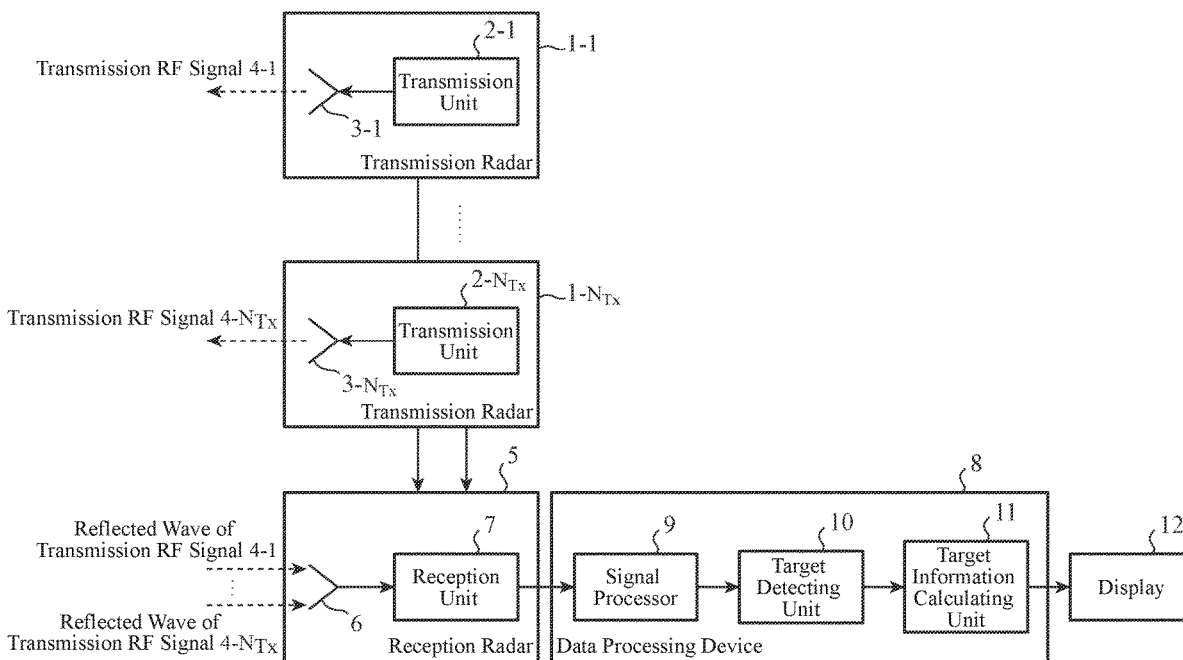 2-1
1-1
Transmission RF Signal 4-1
Transmission
Unit
3-1
Transmission Radar
2-NTx
1-NTx
Transmission RF Signal 4-NTx
Transmission
Unit
3-NTx
Transmission Radar
5
8
Reflected Wave of
Transmission RF Signal 4-1
7
9
10
11
12
Reception
Unit
Signal
Processor
Target
Detecting
Unit
Target
Information
Calculating
Unit
Display
6
Reflected Wave of
Transmission RF Signal 4-NTx
Reception Radar
Data Processing Device